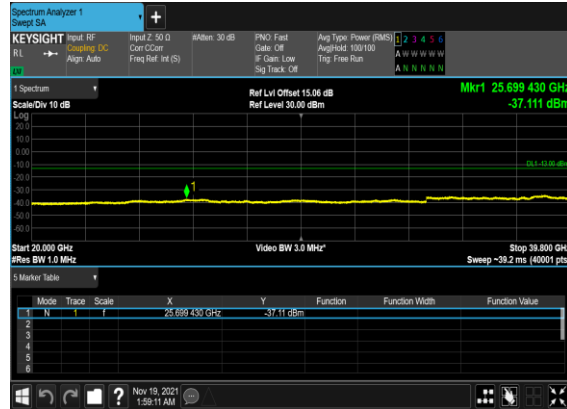 Spectrum Analyzer 1
Swept SA
KEYSIGHT Input: RF Input Z: 50 Ω #Atten: 30 dB PNO: Fast Avg Type: Power (RMS) 1 2 3 4 5 6
RL Coupling: DC Corr CCorr Gate: Off Avg|Hold: 100/100 A W W W W W
Align: Auto Freq Ref: Int (S) IF Gain: Low Trig: Free Run
Sig Track: Off A N N N N N
1 Spectrum Ref Lvl Offset 15.06 dB Mkr1 25.699 430 GHz
Scale/Div 10 dB Ref Level 30.00 dBm -37.111 dBm
Log
20.0
10.0
0.00
-10.0 DL1 -13.00 dBm
-20.0
-30.0 1
-40.0
-50.0
-60.0
Start 20.000 GHz Video BW 3.0 MHz* Stop 39.800 GHz
#Res BW 1.0 MHz Sweep ~39.2 ms (40001 pts)
5 Marker Table
Mode Trace Scale X Y Function Function Width Function Value
1 N 1 f 25.699 430 GHz -37.11 dBm
2
3
4
5
6
? Nov 19, 2021
1:59:11 AM